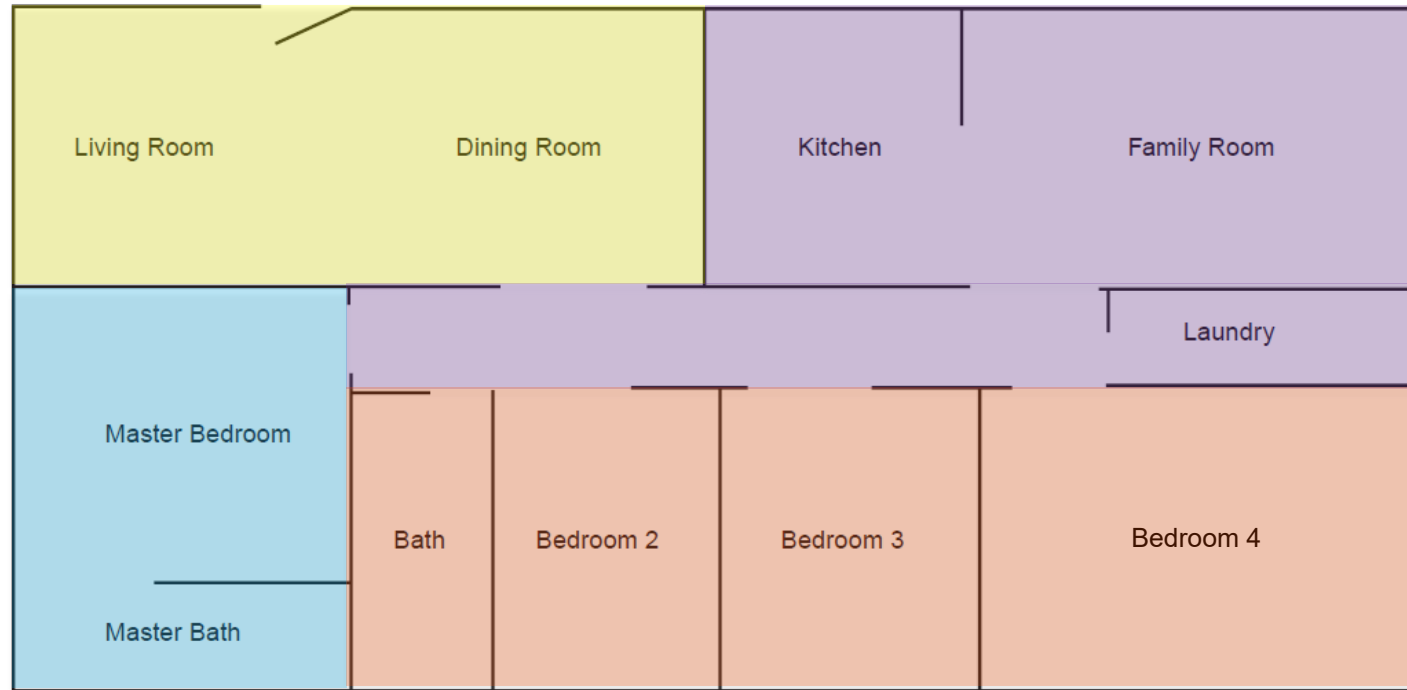 Living Room
Dining Room
Kitchen
Family Room
Laundry
Master Bedroom
Bath
Bedroom 2
Bedroom 3
Bedroom 4
Master Bath